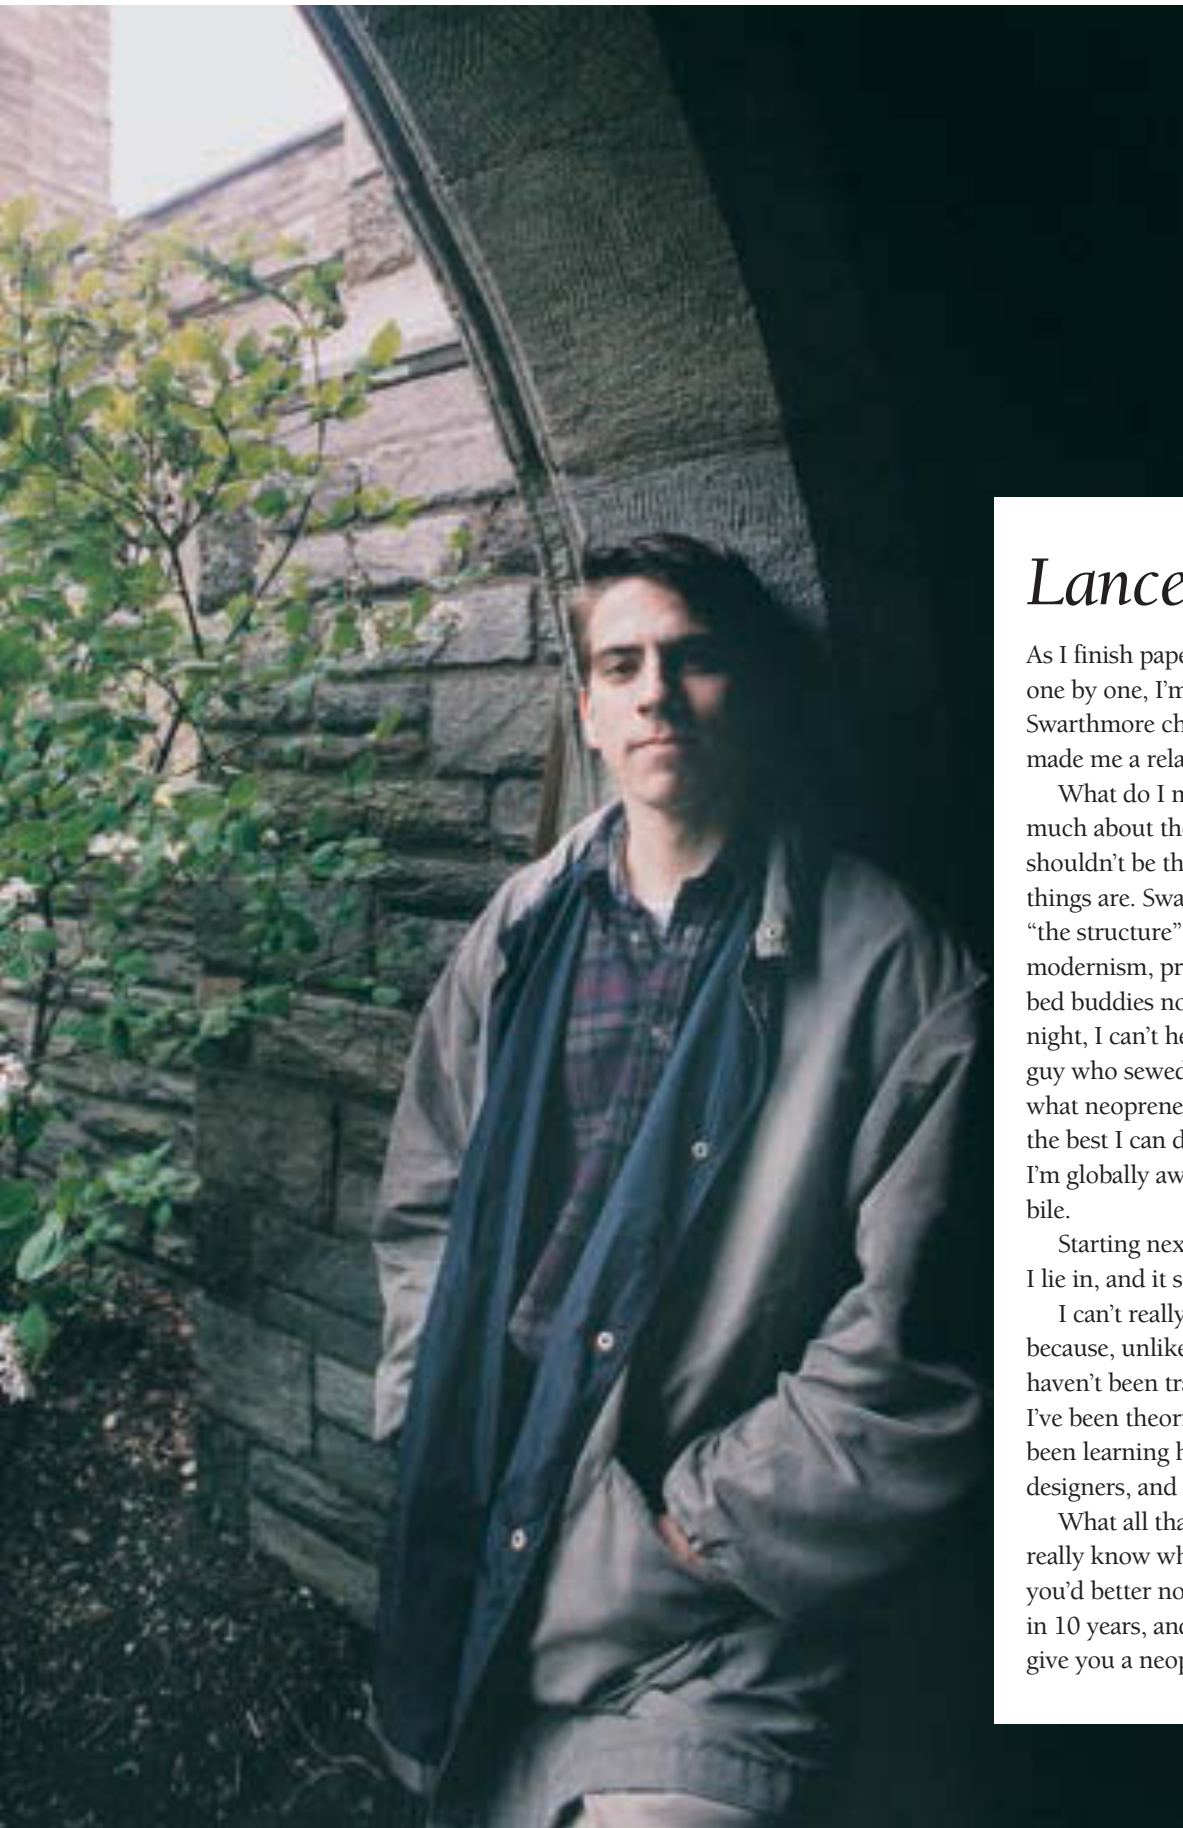 Lance
As I finish pape
one by one, I'm
Swarthmore ch
made me a rela
What do I m
much about the
shouldn't be th
things are. Swa
“the structure”
modernism, pr
bed buddies no
night, I can't he
guy who sewed
what neoprene
the best I can d
I'm globally aw
bile.
Starting nex
I lie in, and it s
I can't really
because, unlike
haven't been tra
I've been theor
been learning h
designers, and
What all tha
really know wh
you'd better no
in 10 years, and
give you a neop